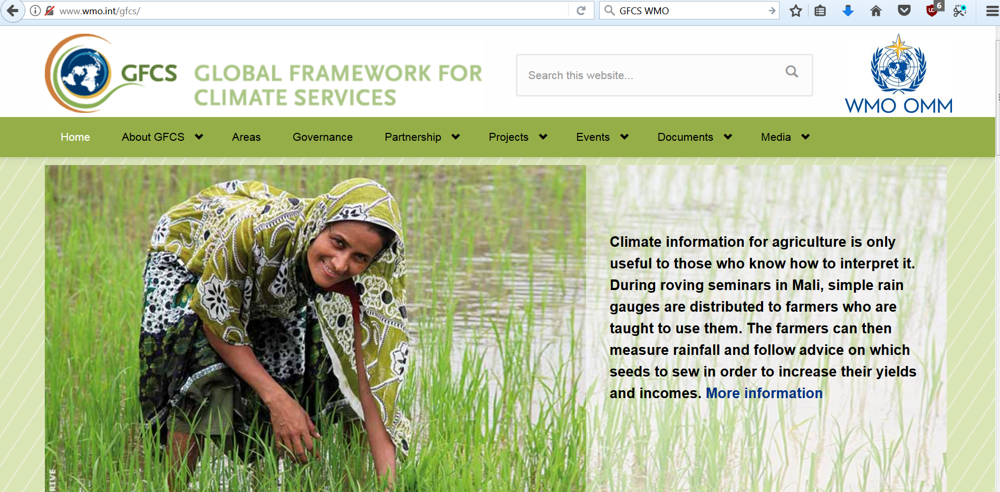 www.wmo.int/gfcs/
GFCS WMO
6
GFCS
GLOBAL FRAMEWORK FOR
CLIMATE SERVICES
Search this website...
WMO OMM
Home About GFCS Areas Governance Partnership Projects Events Documents Media
Climate information for agriculture is only
useful to those who know how to interpret it.
During roving seminars in Mali, simple rain
gauges are distributed to farmers who are
taught to use them. The farmers can then
measure rainfall and follow advice on which
seeds to sew in order to increase their yields
and incomes. More information
RIVE